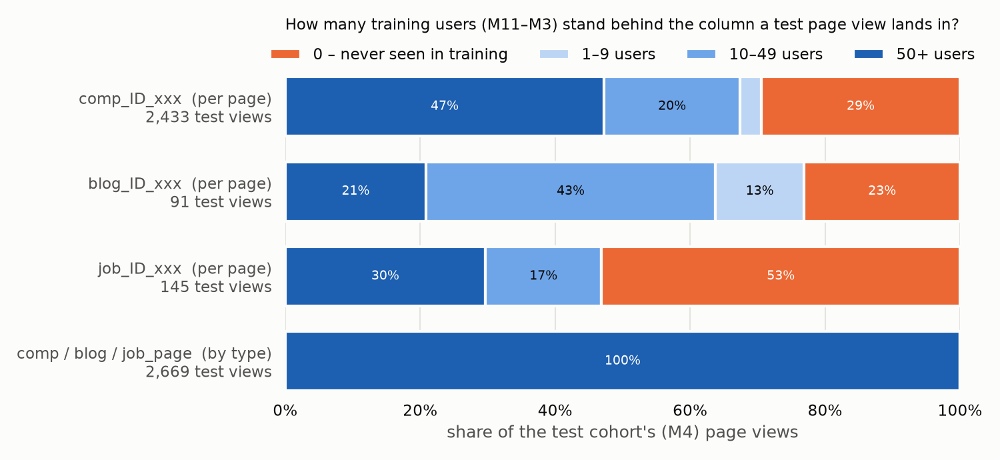 How many training users (M11–M3) stand behind the column a test page view lands in?
0 – never seen in training
1–9 users
10–49 users
50+ users
comp_ID_xxx  (per page)
2,433 test views
47%
20%
29%
blog_ID_xxx  (per page)
91 test views
21%
43%
13%
23%
job_ID_xxx  (per page)
145 test views
30%
17%
53%
comp / blog / job_page  (by type)
2,669 test views
100%
0%
20%
40%
60%
80%
100%
share of the test cohort's (M4) page views